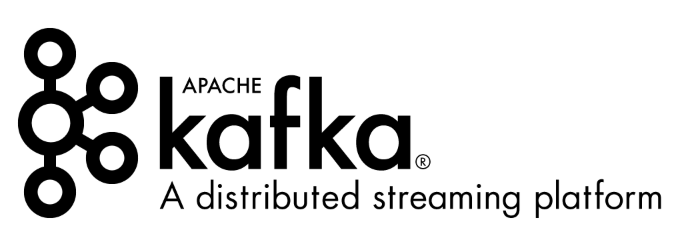 APACHE
kafka®
A distributed streaming platform